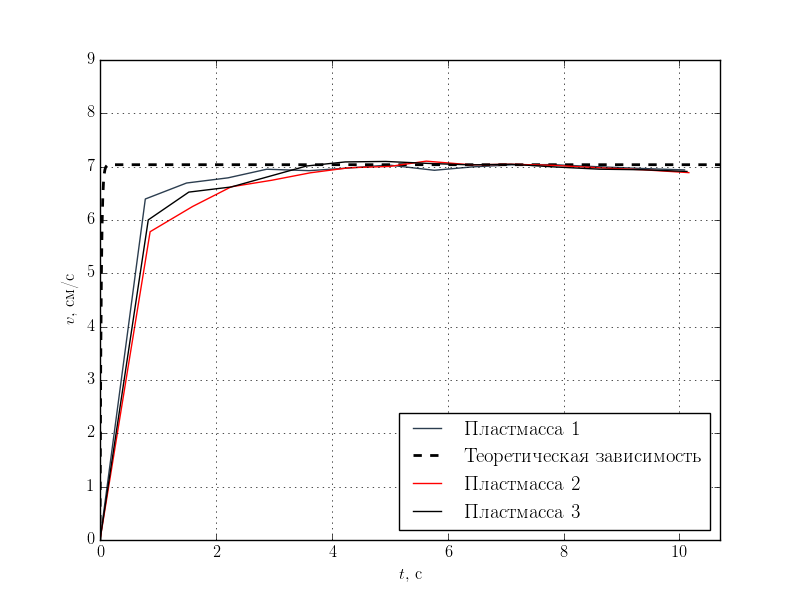 9
8
7
6
5
4
3
2
1
0
v, см/с
Пластмасса 1
Теоретическая зависимость
Пластмасса 2
Пластмасса 3
0 2 4 6 8 10
t, с